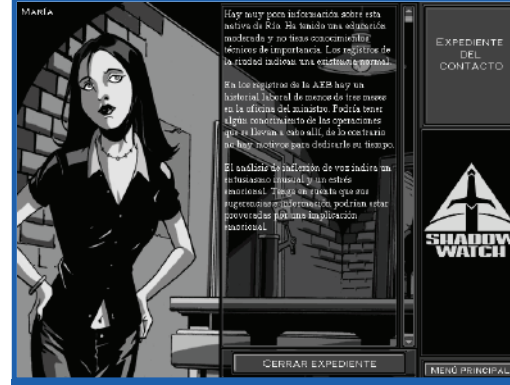 MARÍA
Hay muy poca información sobre esta
nativa de Río. Ha tenido una educación
moderada y no tiene conocimientos
técnicos de importancia. Los registros de
la ciudad indican una existencia normal.
En los registros de la AEB hay un
historial laboral de menos de tres meses
en la oficina del ministro. Podría tener
algún conocimiento de las operaciones
que se llevan a cabo allí, de lo contrario
no hay motivos para dedicarle su tiempo.
El análisis de inflexión de voz indica un
entusiasmo inusual y un estrés
emocional. Tenga en cuenta que sus
sugerencias e información, podrían estar
provocadas por una implicación
emocional.
EXPEDIENTE
DEL
CONTACTO
SHADOW
WATCH
CERRAR EXPEDIENTE
MENÚ PRINCIPAL